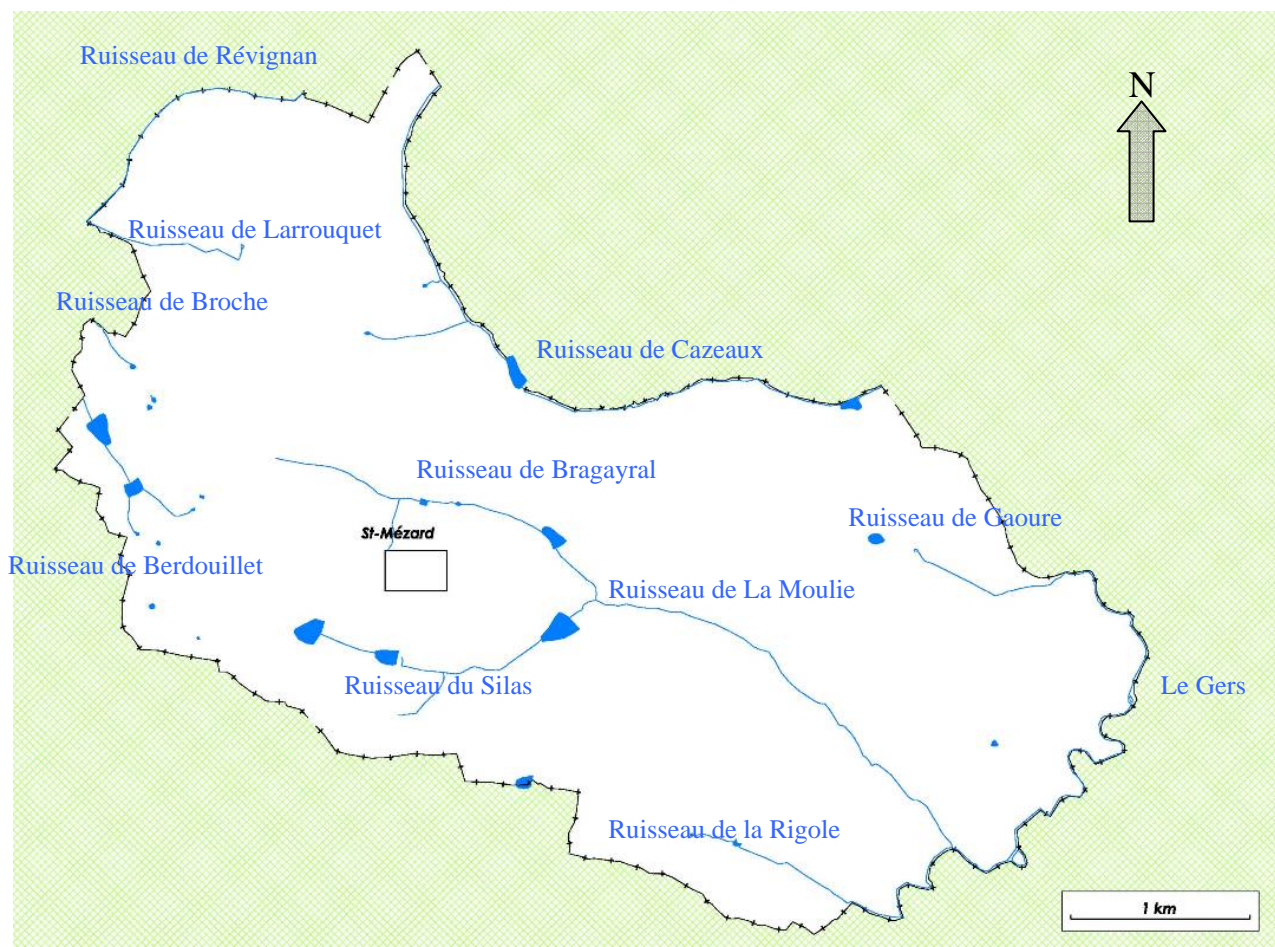 Ruisseau de Révignan
N
Ruisseau de Larrouquet
Ruisseau de Broche
Ruisseau de Cazeaux
Ruisseau de Bragayral
Ruisseau de Gaoure
St-Mézard
Ruisseau de Berdouillet
Ruisseau de La Moulie
Ruisseau du Silas
Le Gers
Ruisseau de la Rigole
1 km